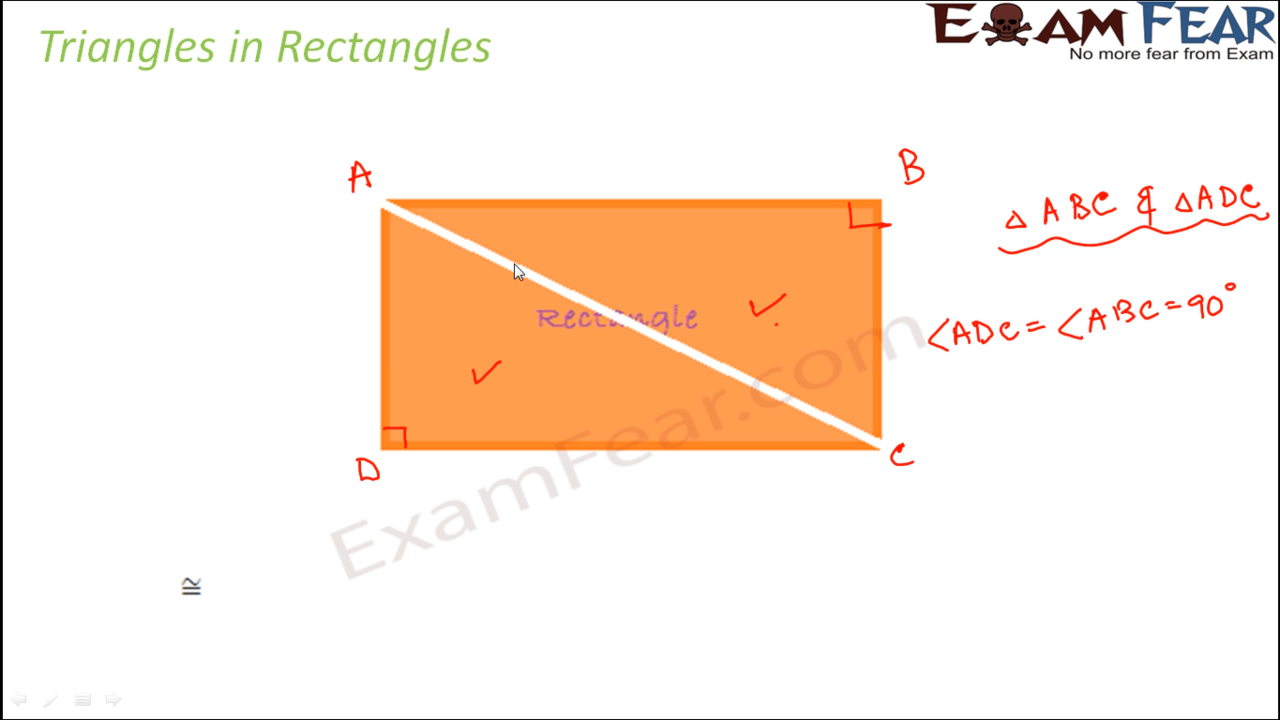 Triangles in Rectangles
EXAM FEAR
No more fear from Exam
A
B
△ ABC & △ADC
∠ADC = ∠ABC = 90°
Rectangle
D
C
ExamFear.com
≅